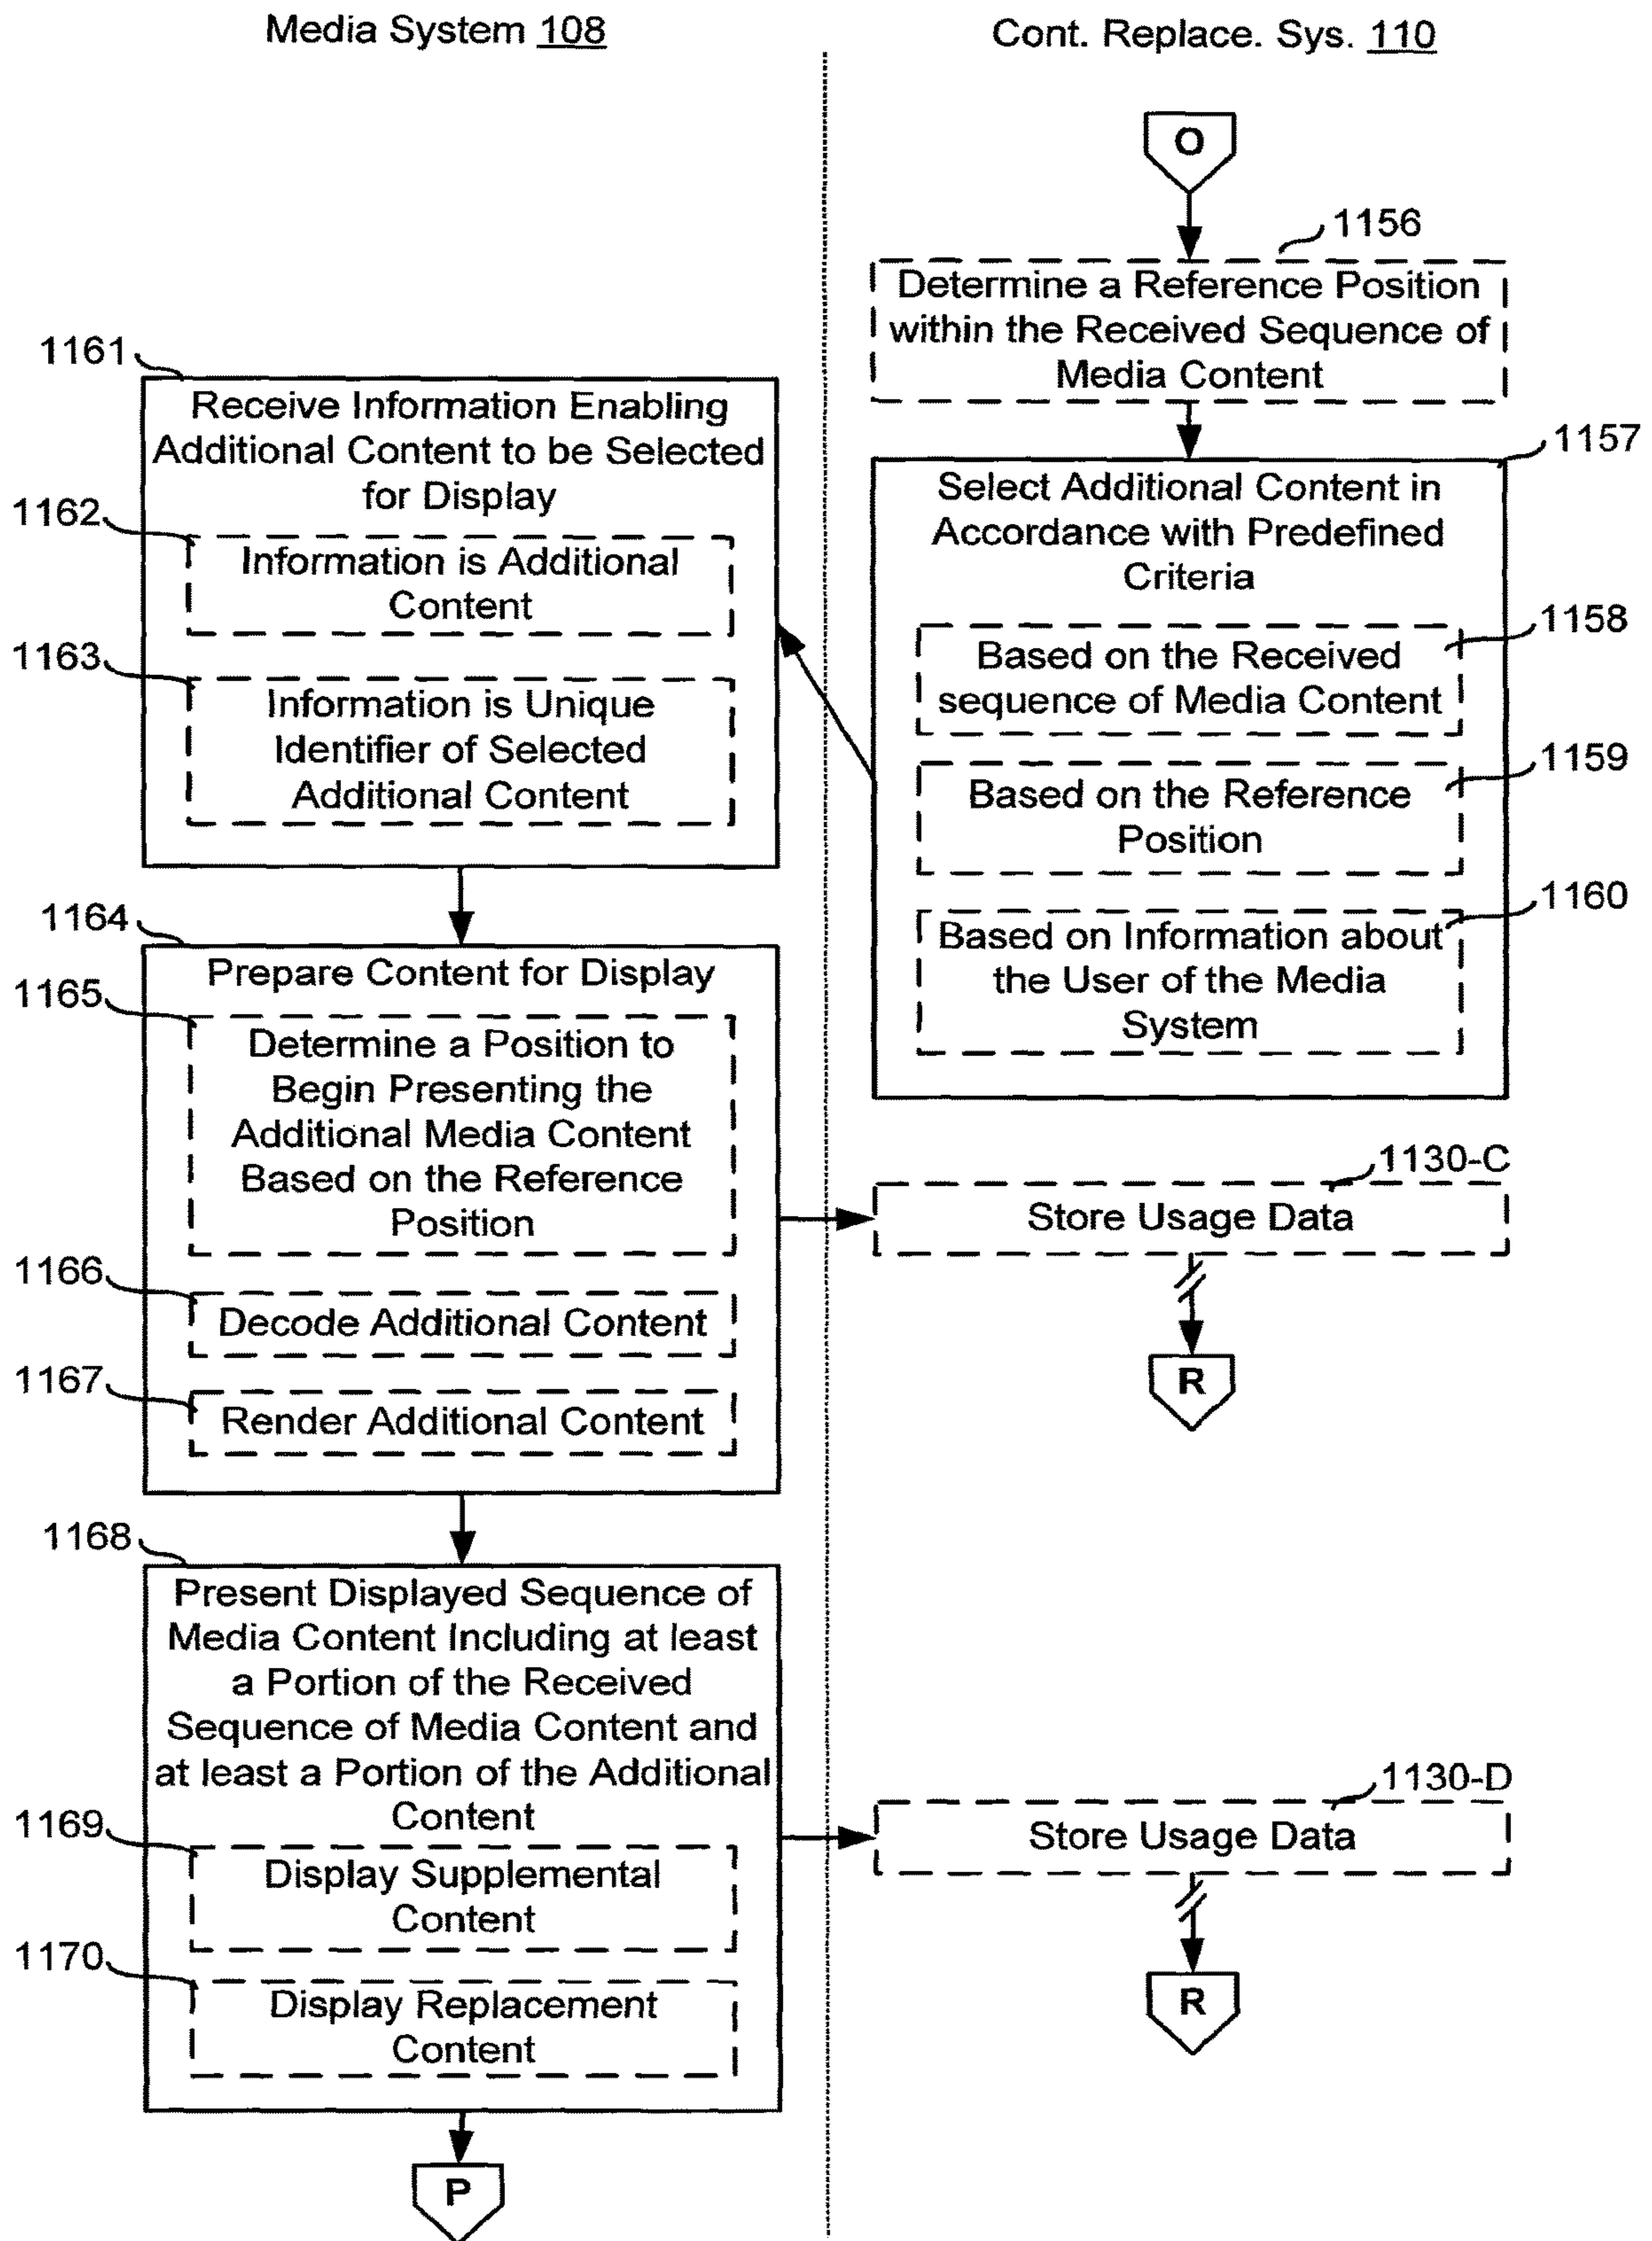 Media System 108
Cont. Replace. Sys. 110
O
1156
Determine a Reference Position
within the Received Sequence of
Media Content
1157
Select Additional Content in
Accordance with Predefined
Criteria
1158
Based on the Received
sequence of Media Content
1159
Based on the Reference
Position
1160
Based on Information about
the User of the Media
System
1161
Receive Information Enabling
Additional Content to be Selected
for Display
1162
Information is Additional
Content
1163
Information is Unique
Identifier of Selected
Additional Content
1164
Prepare Content for Display
1165
Determine a Position to
Begin Presenting the
Additional Media Content
Based on the Reference
Position
1166
Decode Additional Content
1167
Render Additional Content
1130-C
Store Usage Data
R
1168
Present Displayed Sequence of
Media Content Including at least
a Portion of the Received
Sequence of Media Content and
at least a Portion of the Additional
Content
1169
Display Supplemental
Content
1170
Display Replacement
Content
1130-D
Store Usage Data
R
P